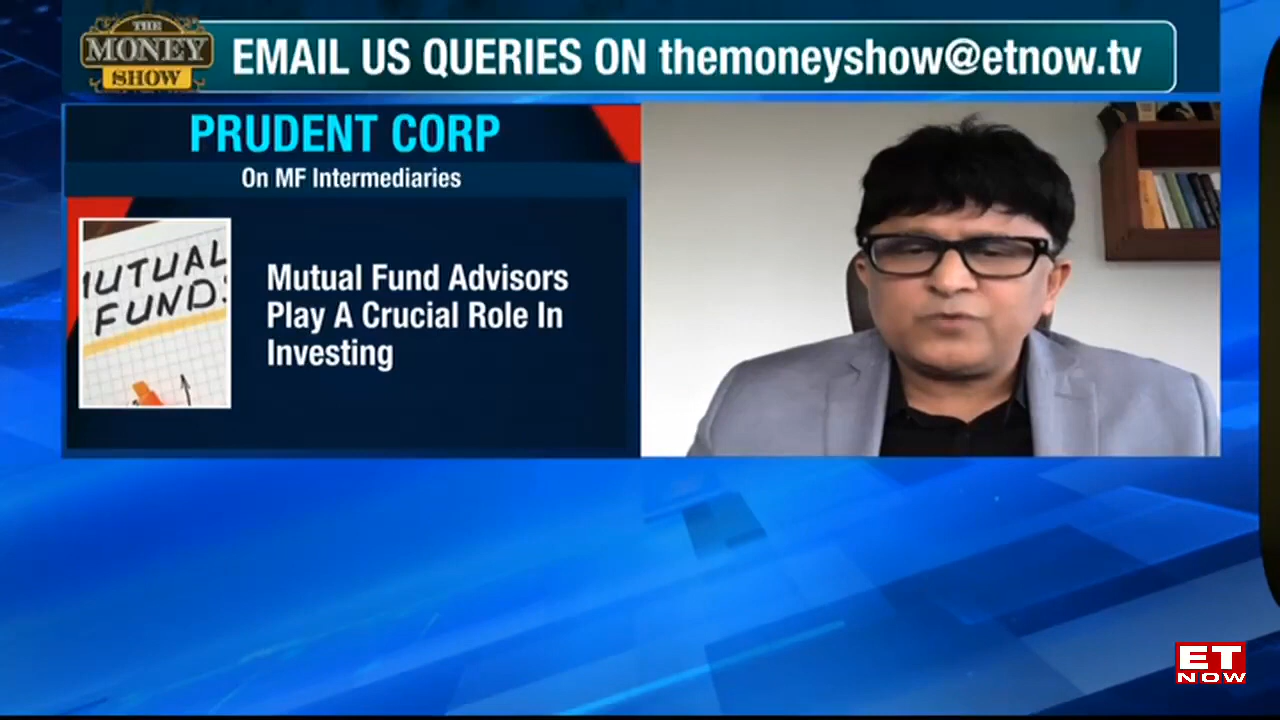 THE
MONEY
SHOW
EMAIL US QUERIES ON themoneyshow@etnow.tv
PRUDENT CORP
On MF Intermediaries
MUTUAL
FUND
Mutual Fund Advisors
Play A Crucial Role In
Investing
ET
NOW